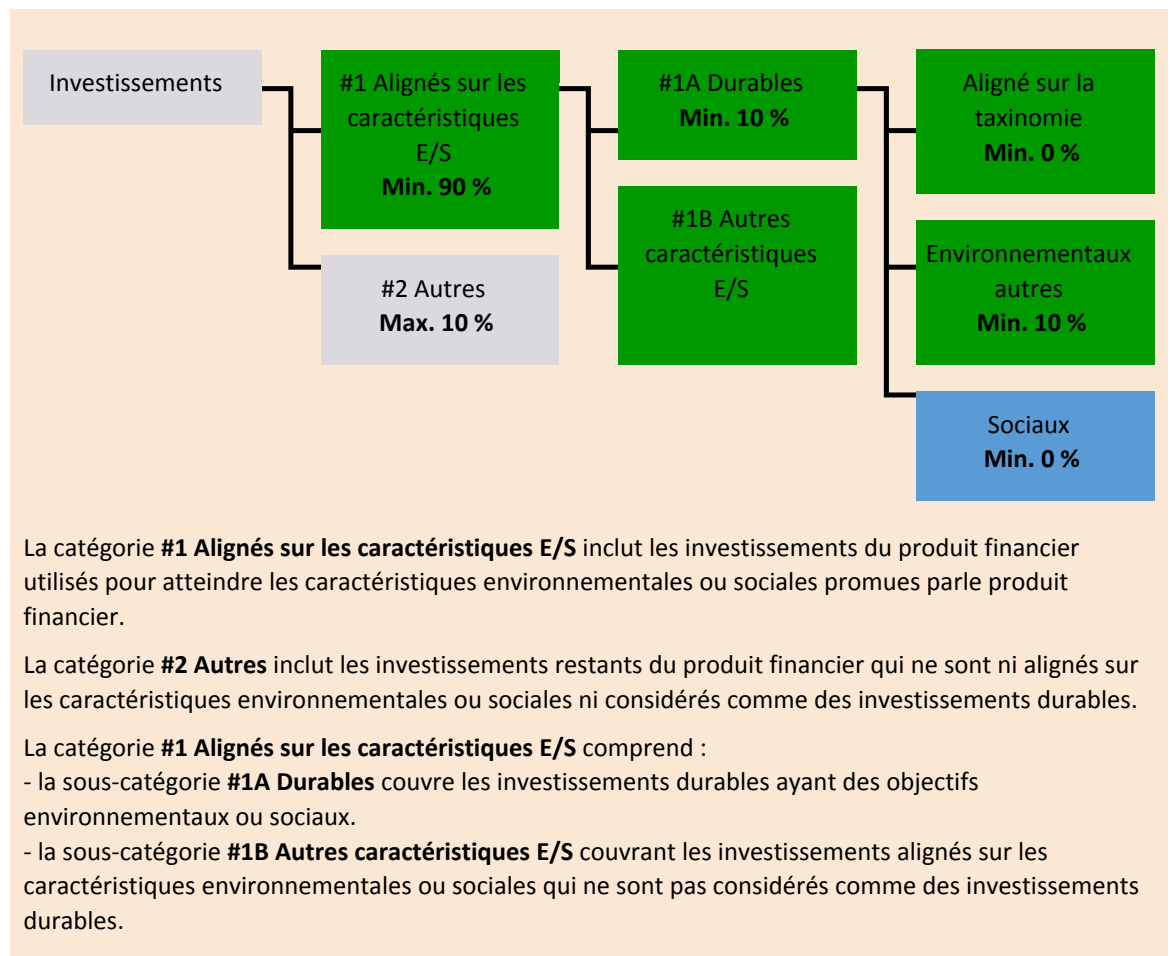 Investissements
#1 Alignés sur les
caractéristiques
E/S
Min. 90 %
#2 Autres
Max. 10 %
#1A Durables
Min. 10 %
#1B Autres
caractéristiques
E/S
Aligné sur la
taxinomie
Min. 0 %
Environnementaux
autres
Min. 10 %
Sociaux
Min. 0 %
La catégorie #1 Alignés sur les caractéristiques E/S inclut les investissements du produit financier
utilisés pour atteindre les caractéristiques environnementales ou sociales promues parle produit
financier.
La catégorie #2 Autres inclut les investissements restants du produit financier qui ne sont ni alignés sur
les caractéristiques environnementales ou sociales ni considérés comme des investissements durables.
La catégorie #1 Alignés sur les caractéristiques E/S comprend :
- la sous-catégorie #1A Durables couvre les investissements durables ayant des objectifs
environnementaux ou sociaux.
- la sous-catégorie #1B Autres caractéristiques E/S couvrant les investissements alignés sur les
caractéristiques environnementales ou sociales qui ne sont pas considérés comme des investissements
durables.